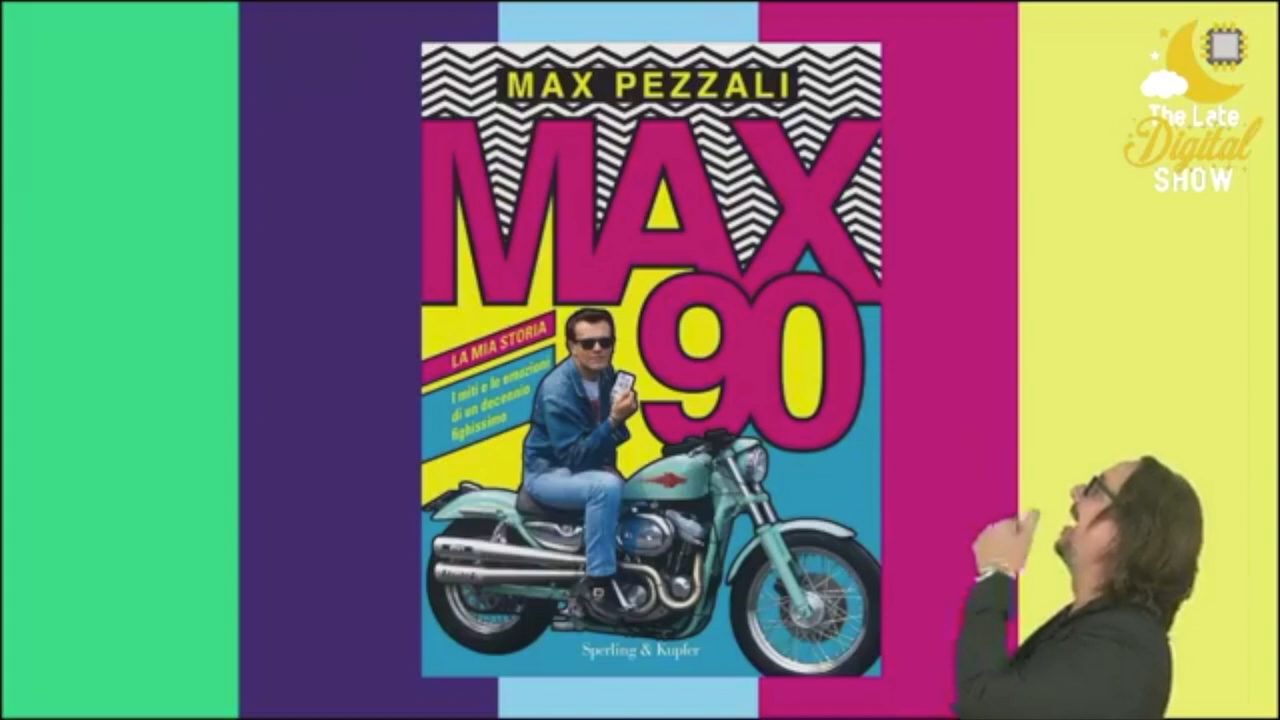 MAX PEZZALI
MAX
90
LA MIA STORIA
I miti e le emozioni
di un decennio
fighissimo
Sperling & Kupfer
The Late
Digital
SHOW